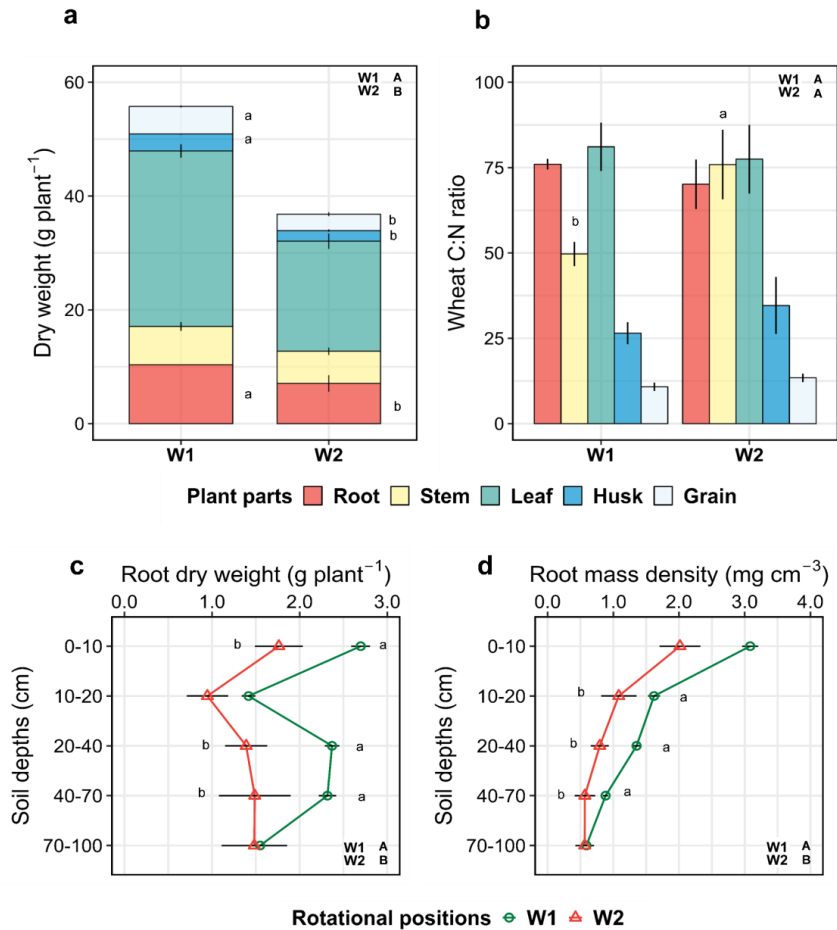 a
Dry weight (g plant⁻¹)
60
40
20
0
W1 A
W2 B
a
a
a
b
b
b
W1 W2
b
Wheat C:N ratio
100
75
50
25
0
W1 A
W2 A
b
a
W1 W2
Plant parts Root Stem Leaf Husk Grain
c Root dry weight (g plant⁻¹)
0.0 1.0 2.0 3.0
Soil depths (cm)
0-10
10-20
20-40
40-70
70-100
b a
b a
b a
W1 A
W2 B
d Root mass density (mg cm⁻³)
0.0 1.0 2.0 3.0 4.0
Soil depths (cm)
0-10
10-20
20-40
40-70
70-100
b a
b a
b a
W1 A
W2 B
Rotational positions W1 W2